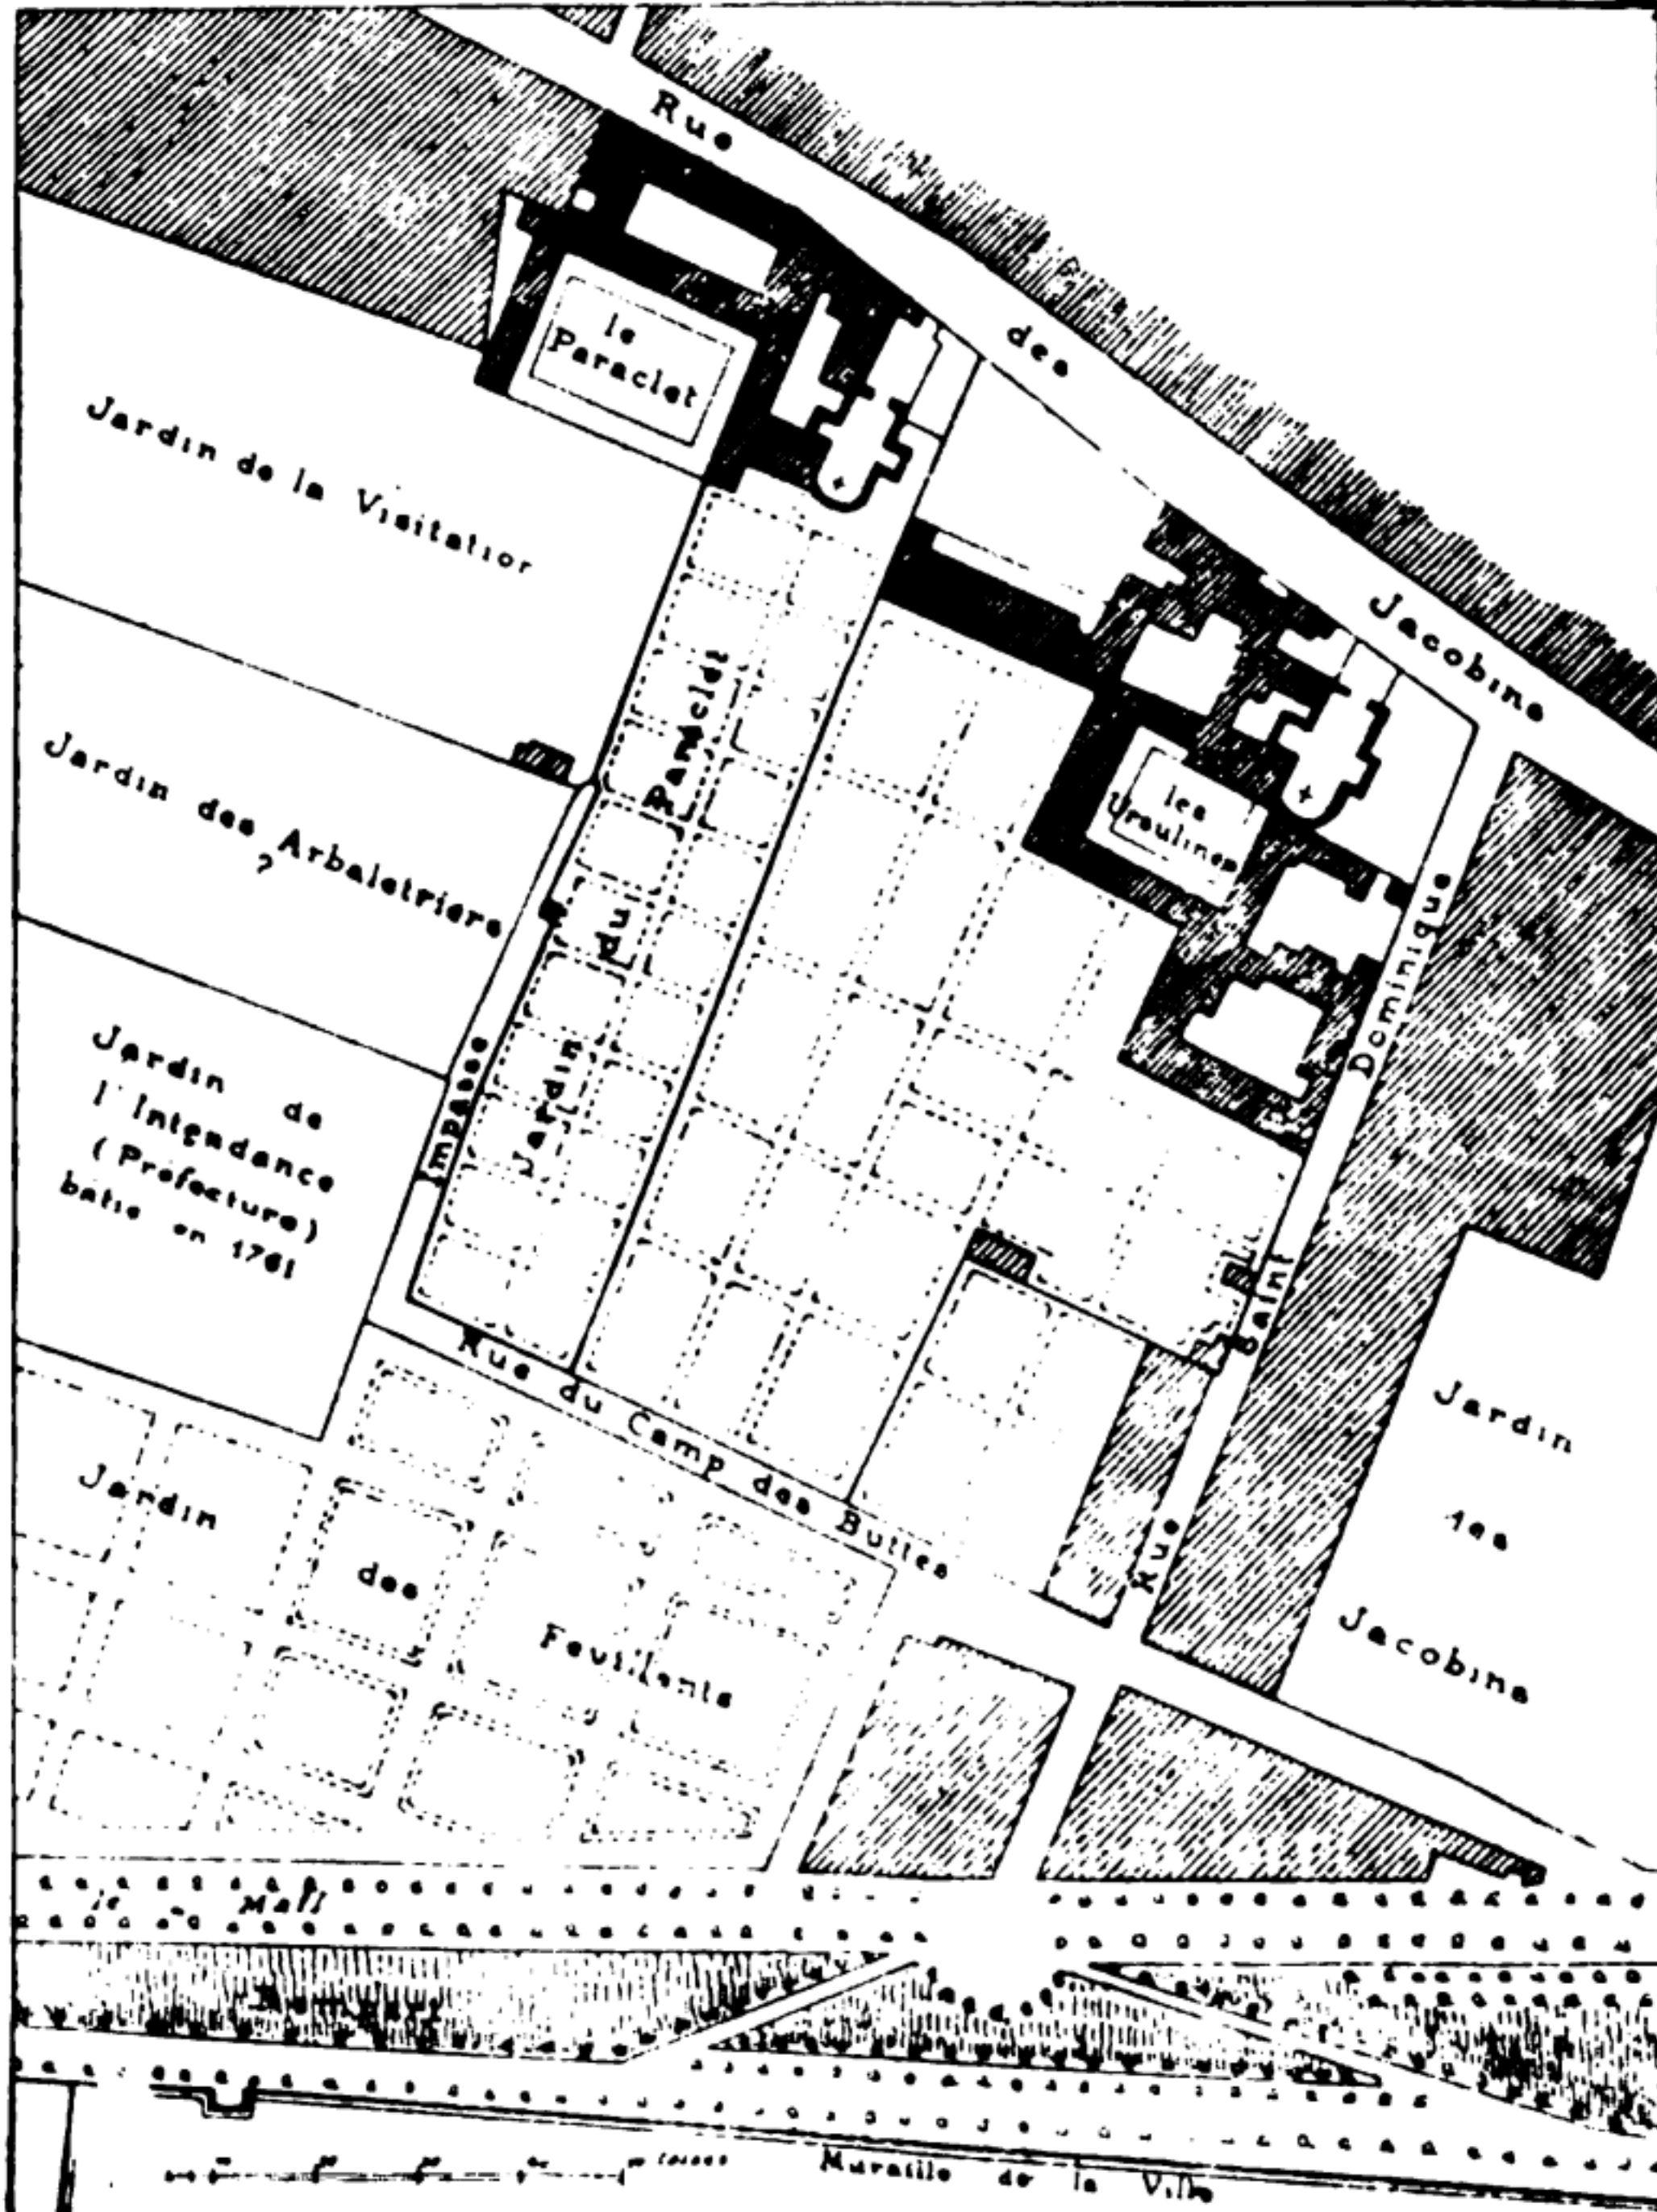 Rue des Jacobins
le
Paraclet
Jardin de la Visitation
Jardin des Arbaletriers
?
Jardin du Paraclet
les
Ursulines
Impasse
Rue Saint Dominique
Jardin de
l'Intendance
(Prefecture)
batie en 1761
Rue du Camp des Buttes
Jardin
des
Feuillants
Jardin
des
Jacobins
le Mail
Rempart
Muraille de la Ville